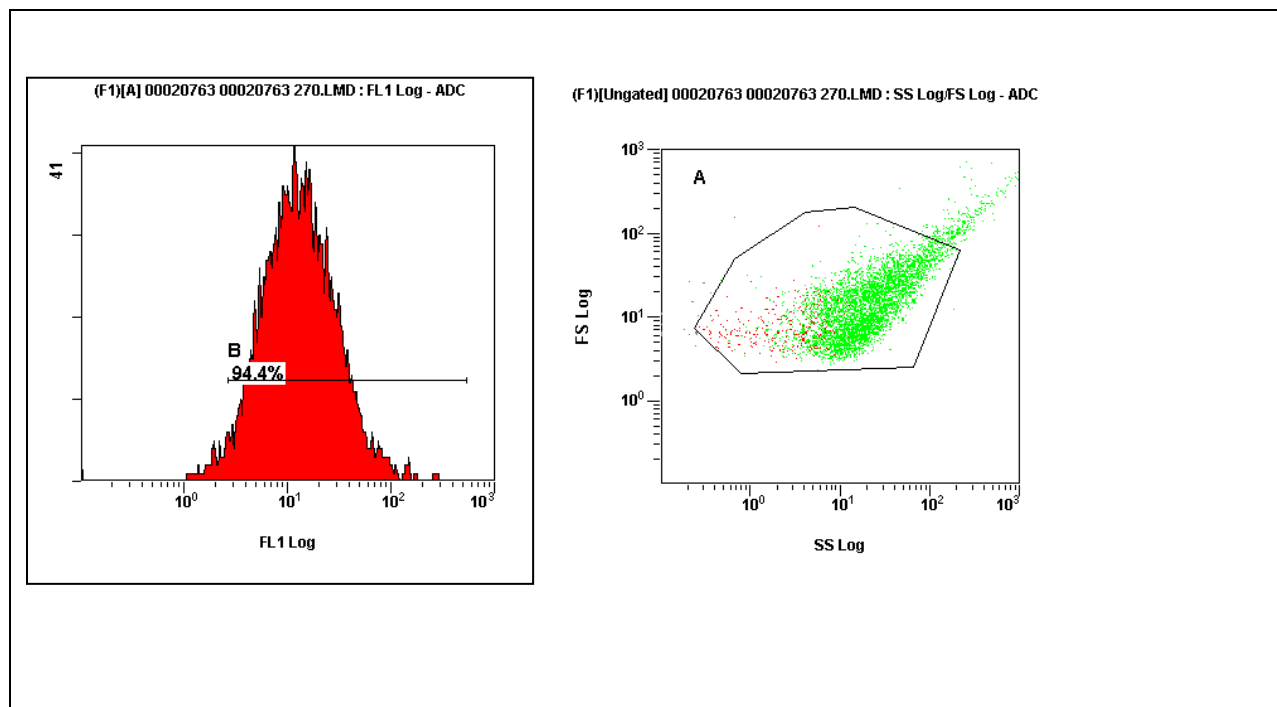 (F1)[A] 00020763 00020763 270.LMD : FL1 Log - ADC
41
B
94.4%
10⁰ 10¹ 10² 10³
FL1 Log
(F1)[Ungated] 00020763 00020763 270.LMD : SS Log/FS Log - ADC
A
10³
10²
10¹
10⁰
FS Log
10⁰ 10¹ 10² 10³
SS Log